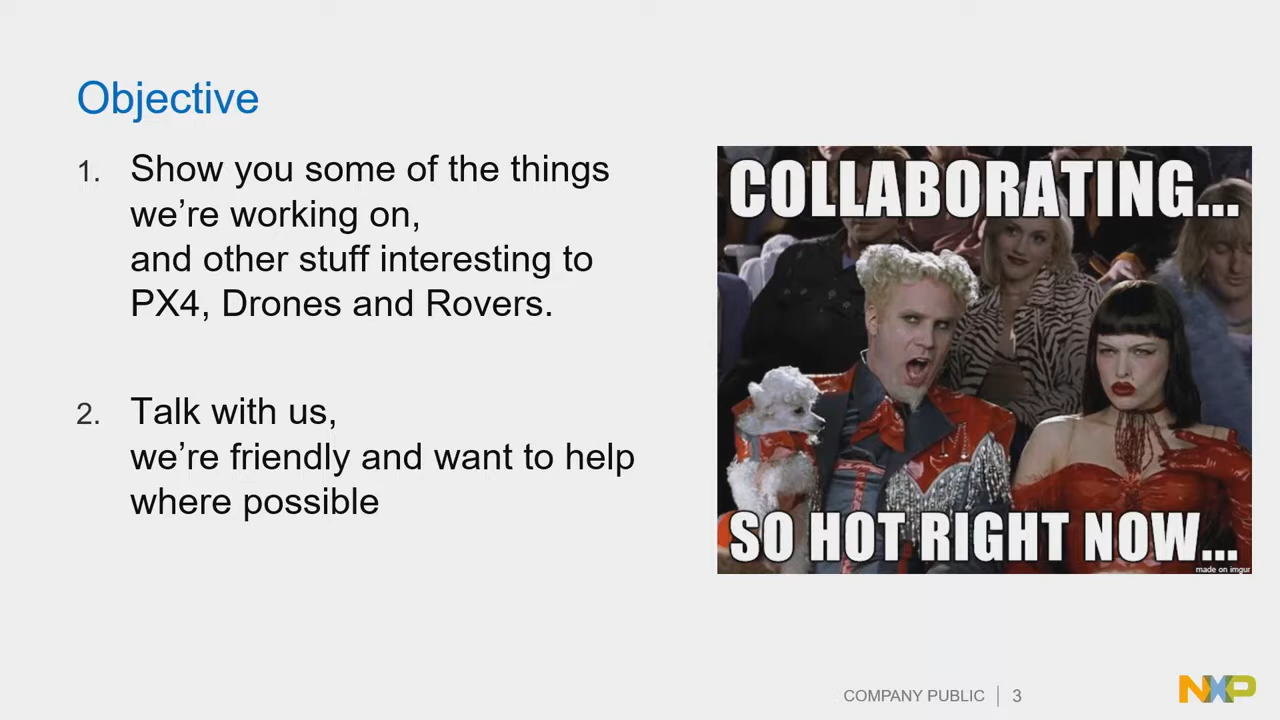 Objective
1. Show you some of the things
we’re working on,
and other stuff interesting to
PX4, Drones and Rovers.
2. Talk with us,
we’re friendly and want to help
where possible
COLLABORATING...
SO HOT RIGHT NOW...
made on imgur
COMPANY PUBLIC | 3
NXP